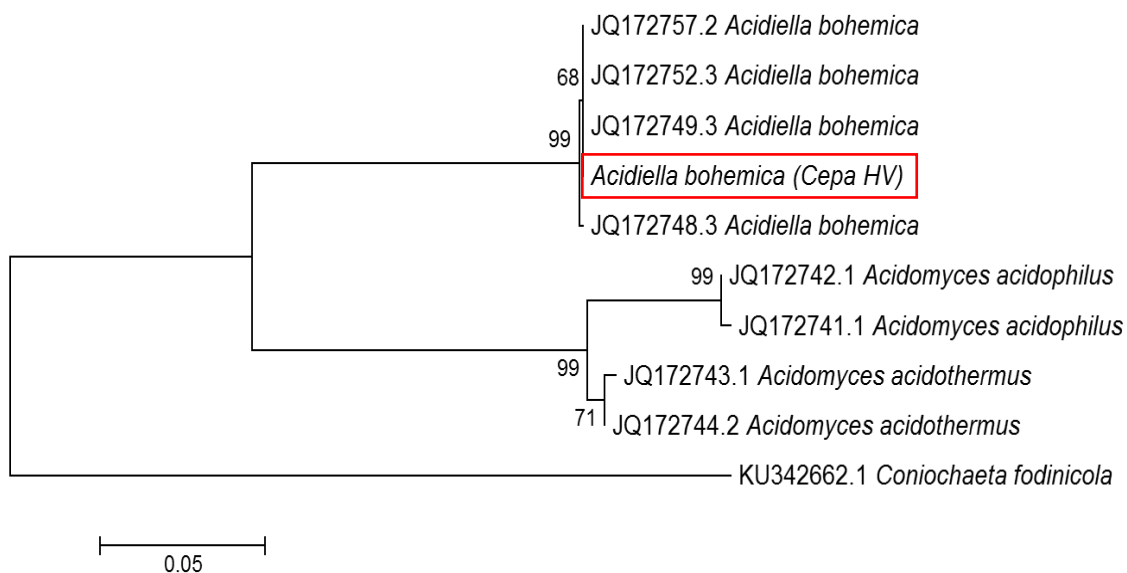 JQ172757.2 Acidiella bohemica
68
JQ172752.3 Acidiella bohemica
JQ172749.3 Acidiella bohemica
99
Acidiella bohemica (Cepa HV)
JQ172748.3 Acidiella bohemica
99
JQ172742.1 Acidomyces acidophilus
JQ172741.1 Acidomyces acidophilus
99
JQ172743.1 Acidomyces acidothermus
71
JQ172744.2 Acidomyces acidothermus
KU342662.1 Coniochaeta fodinicola
0.05